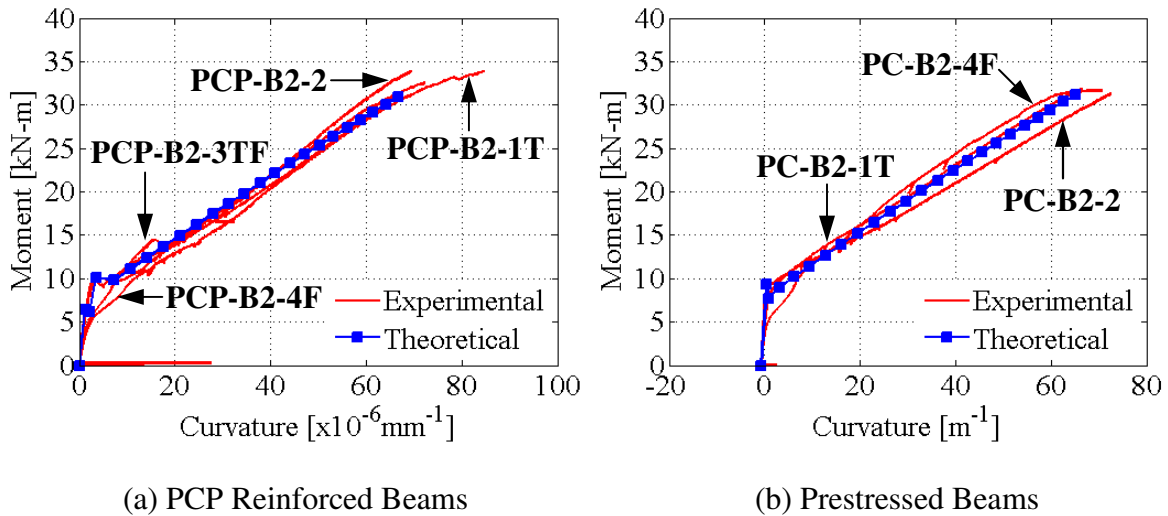 40
35
30
25
20
15
10
5
0
Moment [kN-m]
PCP-B2-2
PCP-B2-1T
PCP-B2-3TF
PCP-B2-4F
Experimental
Theoretical
0 20 40 60 80 100
Curvature [x10-6mm-1]
(a) PCP Reinforced Beams
40
35
30
25
20
15
10
5
0
Moment [kN-m]
PC-B2-4F
PC-B2-1T
PC-B2-2
Experimental
Theoretical
-20 0 20 40 60 80
Curvature [m-1]
(b) Prestressed Beams